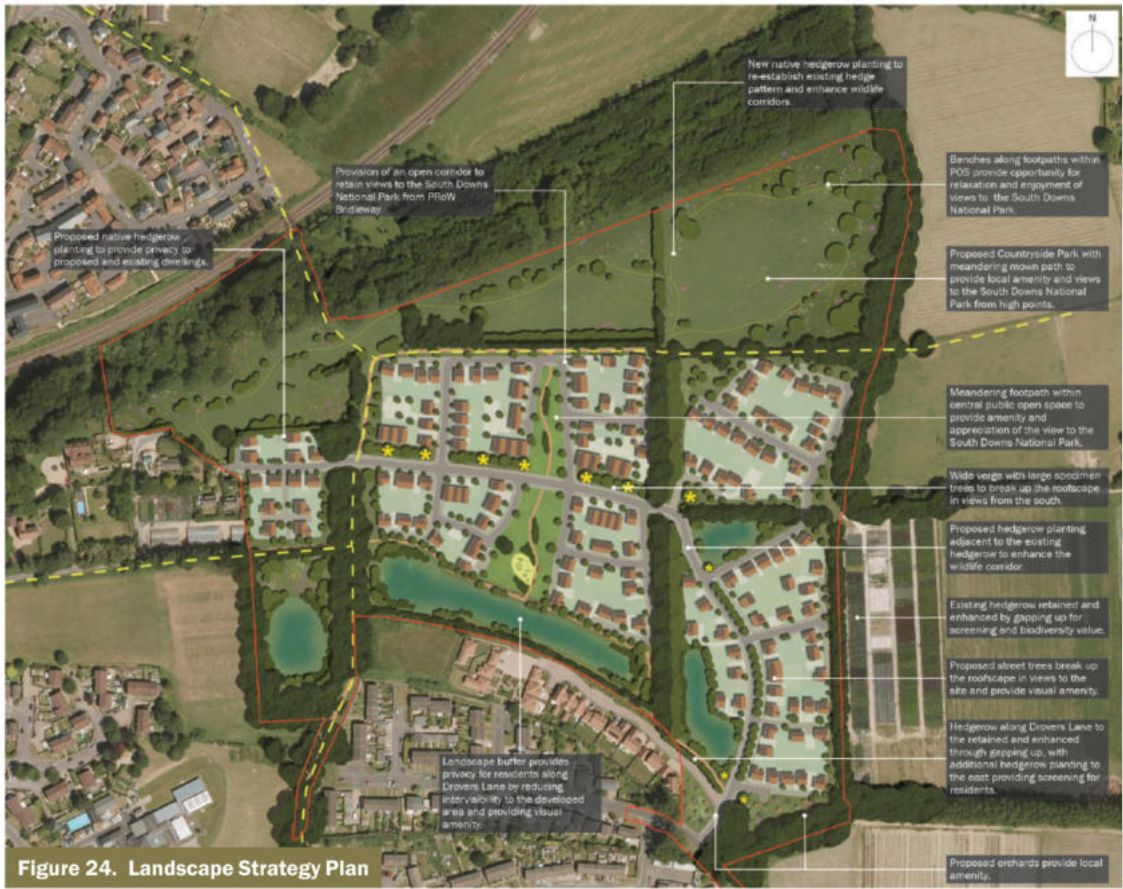 N
New native hedgerow planting to
re-establish existing hedge
pattern and enhance wildlife
corridors.
Provision of an open corridor to
retain views to the South Downs
National Park from PRoW
Bridleway.
Proposed native hedgerow
planting to provide privacy to
proposed and existing dwellings.
Benches along footpaths within
POS provide opportunity for
relaxation and enjoyment of
views to the South Downs
National Park.
Proposed Countryside Park with
meandering mown path to
provide local amenity and views
to the South Downs National
Park from high points.
Meandering footpath within
central public open space to
provide amenity and
appreciation of the view to the
South Downs National Park.
Wide verge with large specimen
trees to break up the roofscape
in views from the south.
Proposed hedgerow planting
adjacent to the existing
hedgerow to enhance the
wildlife corridor.
Existing hedgerow retained and
enhanced by gapping up for
screening and biodiversity value.
Proposed street trees break up
the roofscape in views to the
site and provide visual amenity.
Hedgerow along Drovers Lane to
the retained and enhanced
through gapping up, with
additional hedgerow planting to
the east providing screening for
residents.
Landscape buffer provides
privacy for residents along
Drovers Lane by reducing
intervisibility to the developed
area and providing visual
amenity.
Proposed orchards provide local
amenity.
Figure 24. Landscape Strategy Plan